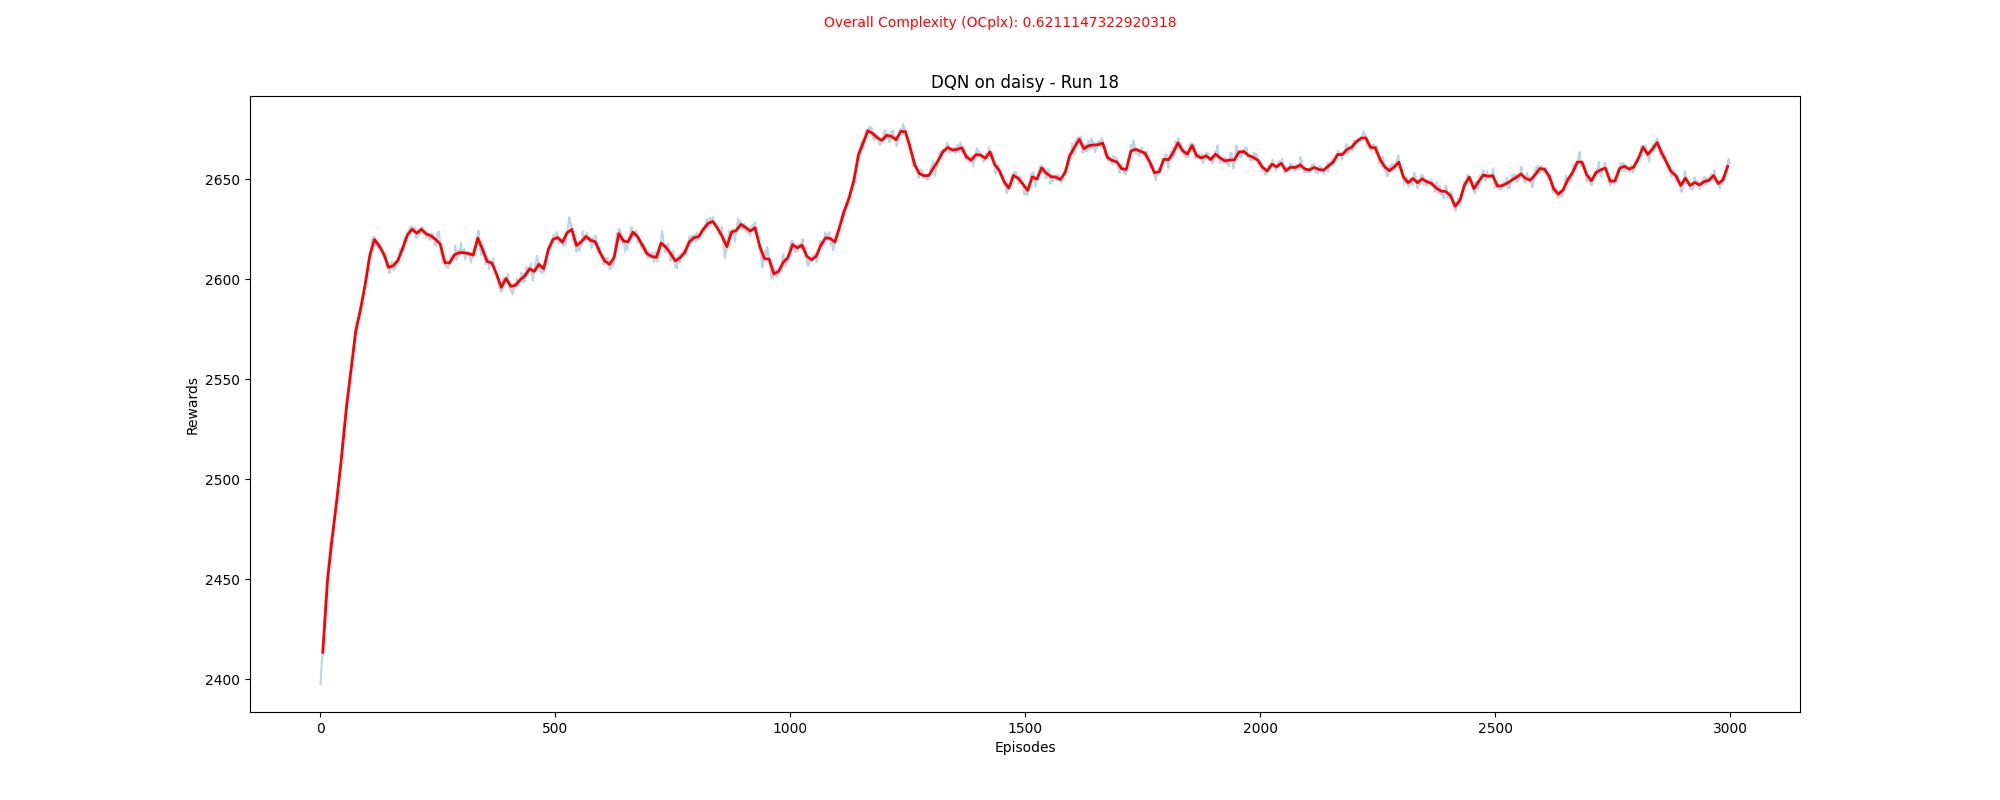 Overall Complexity (OCplx): 0.6211147322920318
DQN on daisy - Run 18
Rewards
2650
2600
2550
2500
2450
2400
0 500 1000 1500 2000 2500 3000
Episodes